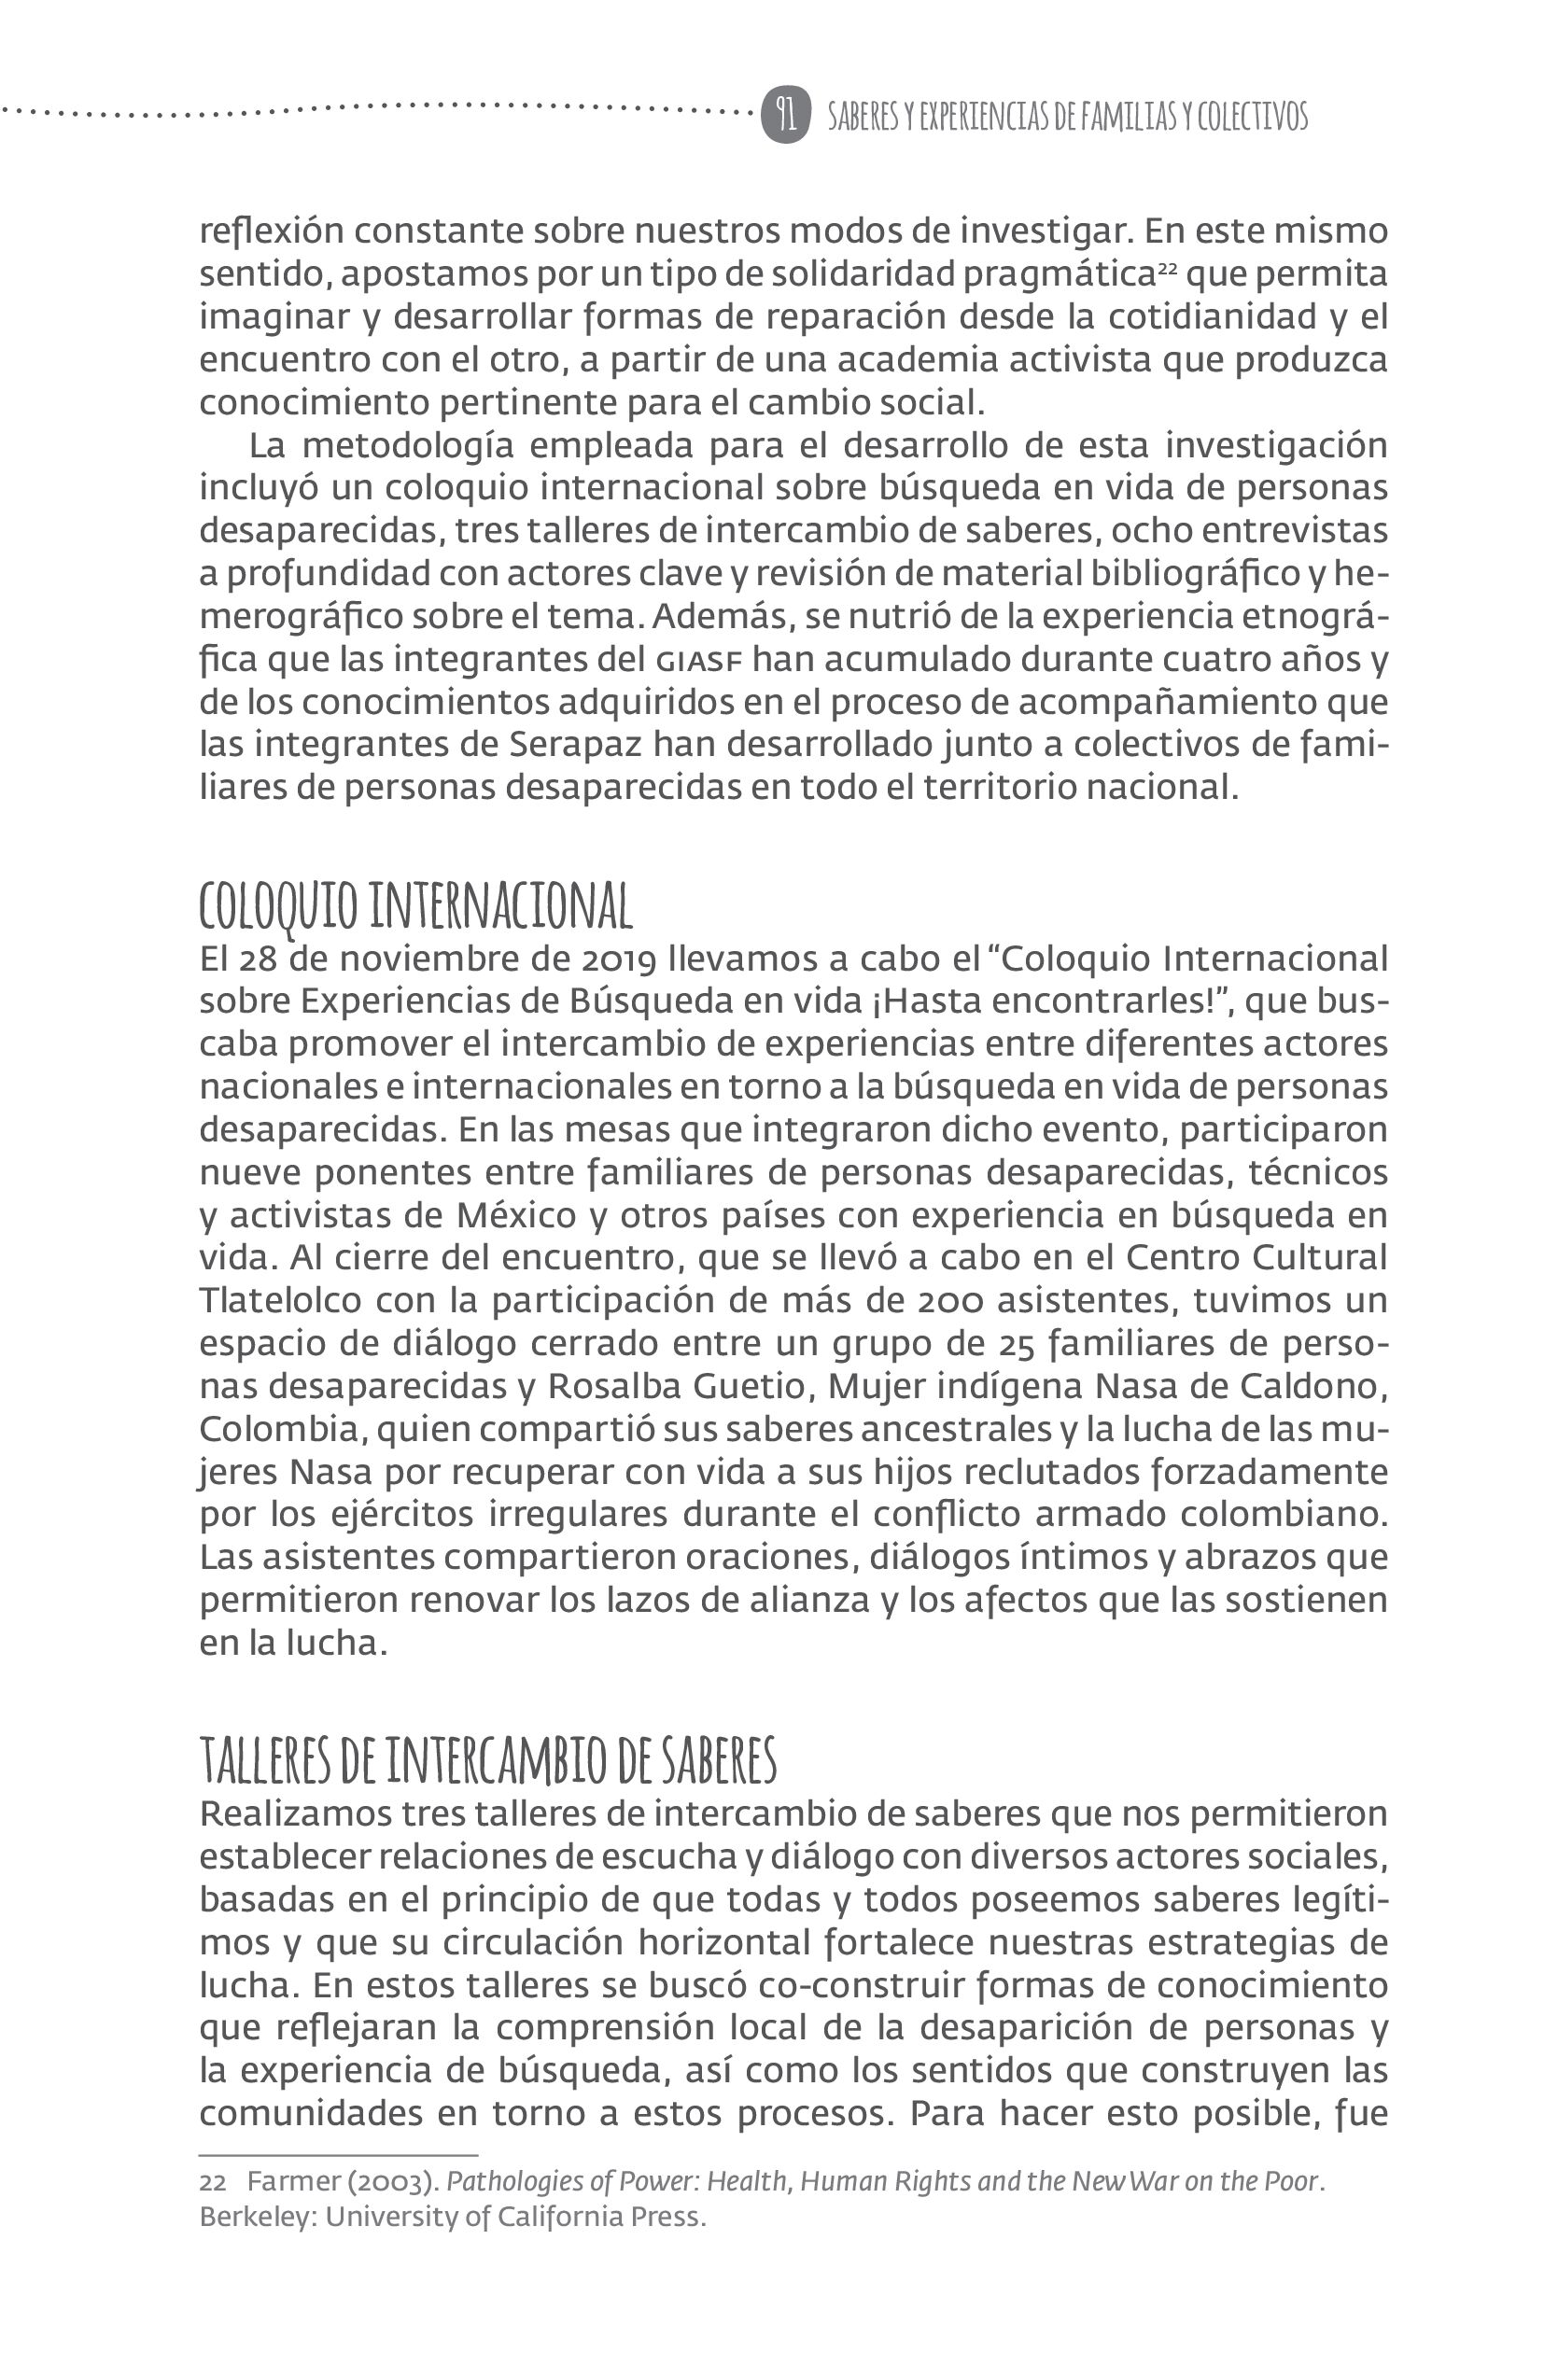 91 SABERES Y EXPERIENCIAS DE FAMILIAS Y COLECTIVOS
reflexión constante sobre nuestros modos de investigar. En este mismo
sentido, apostamos por un tipo de solidaridad pragmática²² que permita
imaginar y desarrollar formas de reparación desde la cotidianidad y el
encuentro con el otro, a partir de una academia activista que produzca
conocimiento pertinente para el cambio social.
La metodología empleada para el desarrollo de esta investigación
incluyó un coloquio internacional sobre búsqueda en vida de personas
desaparecidas, tres talleres de intercambio de saberes, ocho entrevistas
a profundidad con actores clave y revisión de material bibliográfico y he-
merográfico sobre el tema. Además, se nutrió de la experiencia etnográ-
fica que las integrantes del GIASF han acumulado durante cuatro años y
de los conocimientos adquiridos en el proceso de acompañamiento que
las integrantes de Serapaz han desarrollado junto a colectivos de fami-
liares de personas desaparecidas en todo el territorio nacional.
COLOQUIO INTERNACIONAL
El 28 de noviembre de 2019 llevamos a cabo el “Coloquio Internacional
sobre Experiencias de Búsqueda en vida ¡Hasta encontrarles!”, que bus-
caba promover el intercambio de experiencias entre diferentes actores
nacionales e internacionales en torno a la búsqueda en vida de personas
desaparecidas. En las mesas que integraron dicho evento, participaron
nueve ponentes entre familiares de personas desaparecidas, técnicos
y activistas de México y otros países con experiencia en búsqueda en
vida. Al cierre del encuentro, que se llevó a cabo en el Centro Cultural
Tlatelolco con la participación de más de 200 asistentes, tuvimos un
espacio de diálogo cerrado entre un grupo de 25 familiares de perso-
nas desaparecidas y Rosalba Guetio, Mujer indígena Nasa de Caldono,
Colombia, quien compartió sus saberes ancestrales y la lucha de las mu-
jeres Nasa por recuperar con vida a sus hijos reclutados forzadamente
por los ejércitos irregulares durante el conflicto armado colombiano.
Las asistentes compartieron oraciones, diálogos íntimos y abrazos que
permitieron renovar los lazos de alianza y los afectos que las sostienen
en la lucha.
TALLERES DE INTERCAMBIO DE SABERES
Realizamos tres talleres de intercambio de saberes que nos permitieron
establecer relaciones de escucha y diálogo con diversos actores sociales,
basadas en el principio de que todas y todos poseemos saberes legíti-
mos y que su circulación horizontal fortalece nuestras estrategias de
lucha. En estos talleres se buscó co-construir formas de conocimiento
que reflejaran la comprensión local de la desaparición de personas y
la experiencia de búsqueda, así como los sentidos que construyen las
comunidades en torno a estos procesos. Para hacer esto posible, fue
22 Farmer (2003). Pathologies of Power: Health, Human Rights and the New War on the Poor.
Berkeley: University of California Press.